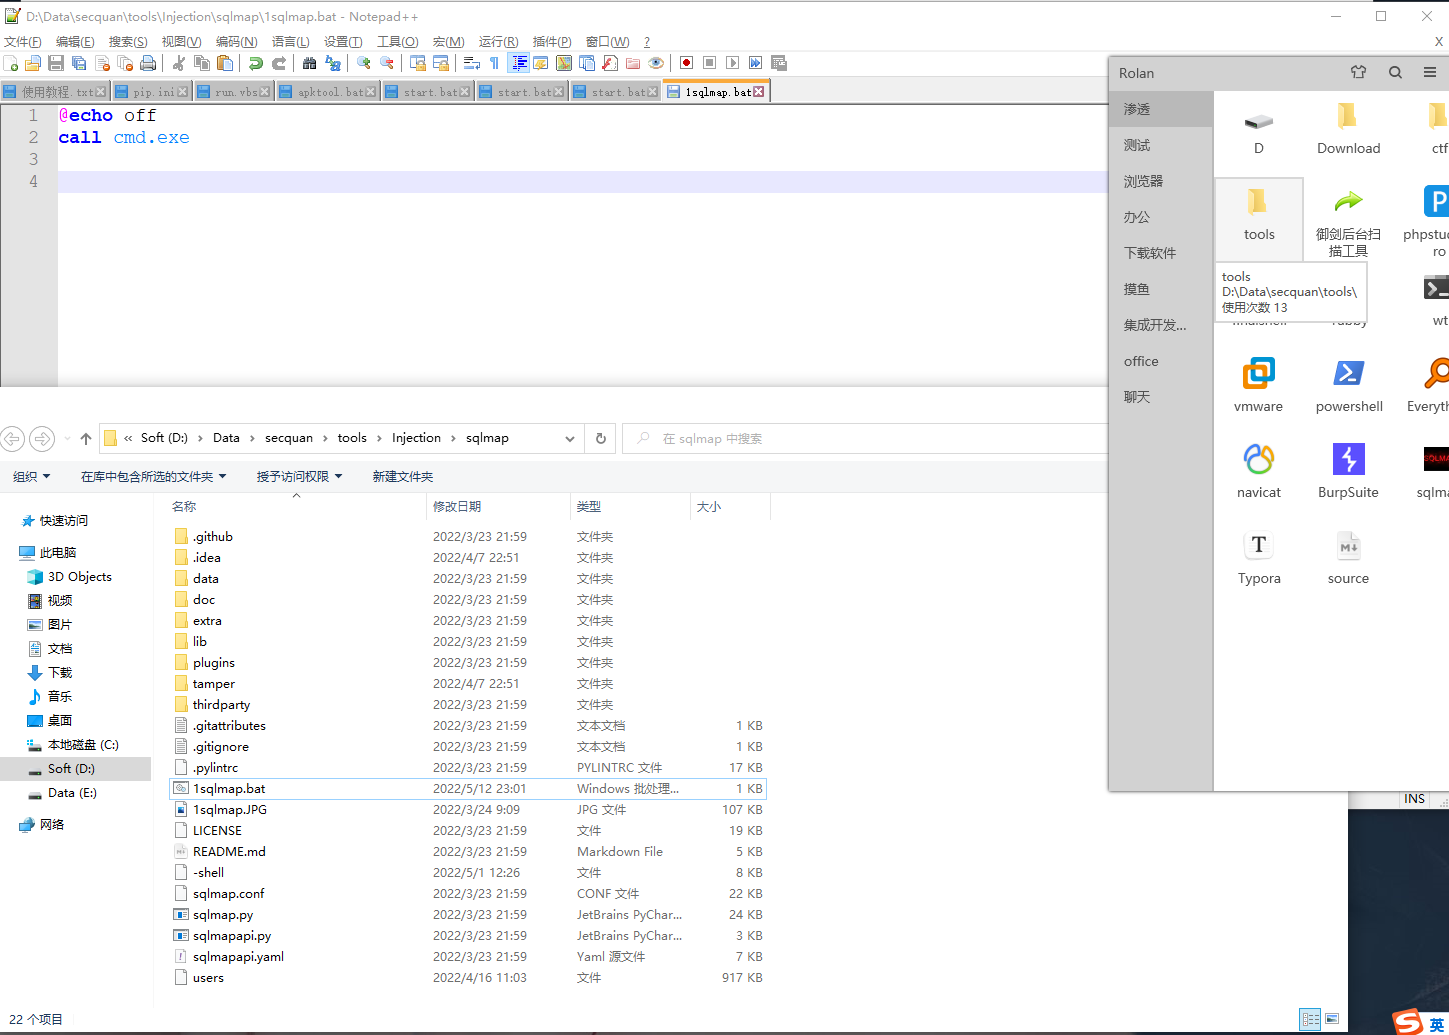 D:\Data\secquan\tools\Injection\sqlmap\1sqlmap.bat - Notepad++
文件(F) 编辑(E) 搜索(S) 视图(V) 编码(N) 语言(L) 设置(T) 工具(O) 宏(M) 运行(R) 插件(P) 窗口(W) ? X
使用教程.txt pip.ini run.vbs apktool.bat start.bat start.bat start.bat 1sqlmap.bat
1 @echo off
2 call cmd.exe
3
4
Rolan
渗透
测试
浏览器
办公
下载软件
摸鱼
集成开发...
office
聊天
D Download ctf
tools 御剑后台扫描工具 phpstu
ro
tools
D:\Data\secquan\tools\
使用次数 13
wt
vmware powershell Everyth
navicat BurpSuite sqlma
Typora source
INS
« Soft (D:) › Data › secquan › tools › Injection › sqlmap
在 sqlmap 中搜索
组织 在库中包含所选的文件夹 授予访问权限 新建文件夹
快速访问
此电脑
3D Objects
视频
图片
文档
下载
音乐
桌面
本地磁盘 (C:)
Soft (D:)
Data (E:)
网络
名称 修改日期 类型 大小
.github 2022/3/23 21:59 文件夹
.idea 2022/4/7 22:51 文件夹
data 2022/3/23 21:59 文件夹
doc 2022/3/23 21:59 文件夹
extra 2022/3/23 21:59 文件夹
lib 2022/3/23 21:59 文件夹
plugins 2022/3/23 21:59 文件夹
tamper 2022/4/7 22:51 文件夹
thirdparty 2022/3/23 21:59 文件夹
.gitattributes 2022/3/23 21:59 文本文档 1 KB
.gitignore 2022/3/23 21:59 文本文档 1 KB
.pylintrc 2022/3/23 21:59 PYLINTRC 文件 17 KB
1sqlmap.bat 2022/5/12 23:01 Windows 批处理... 1 KB
1sqlmap.JPG 2022/3/24 9:09 JPG 文件 107 KB
LICENSE 2022/3/23 21:59 文件 19 KB
README.md 2022/3/23 21:59 Markdown File 5 KB
-shell 2022/5/1 12:26 文件 8 KB
sqlmap.conf 2022/3/23 21:59 CONF 文件 22 KB
sqlmap.py 2022/3/23 21:59 JetBrains PyChar... 24 KB
sqlmapapi.py 2022/3/23 21:59 JetBrains PyChar... 3 KB
sqlmapapi.yaml 2022/3/23 21:59 Yaml 源文件 7 KB
users 2022/4/16 11:03 文件 917 KB
22 个项目
英